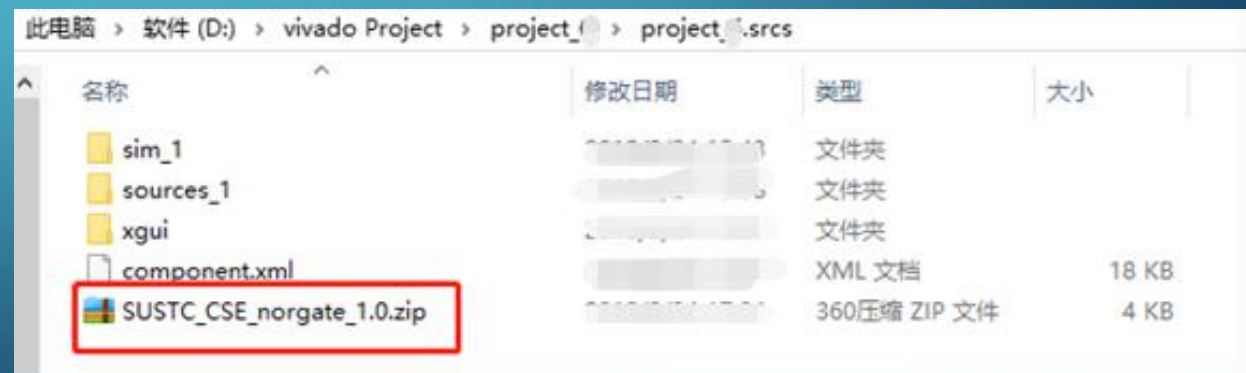 此电脑 > 软件 (D:) > vivado Project > project_ > project_.srcs
名称 修改日期 类型 大小
sim_1 文件夹
sources_1 文件夹
xgui 文件夹
component.xml XML 文档 18 KB
SUSTC_CSE_norgate_1.0.zip 360压缩 ZIP 文件 4 KB